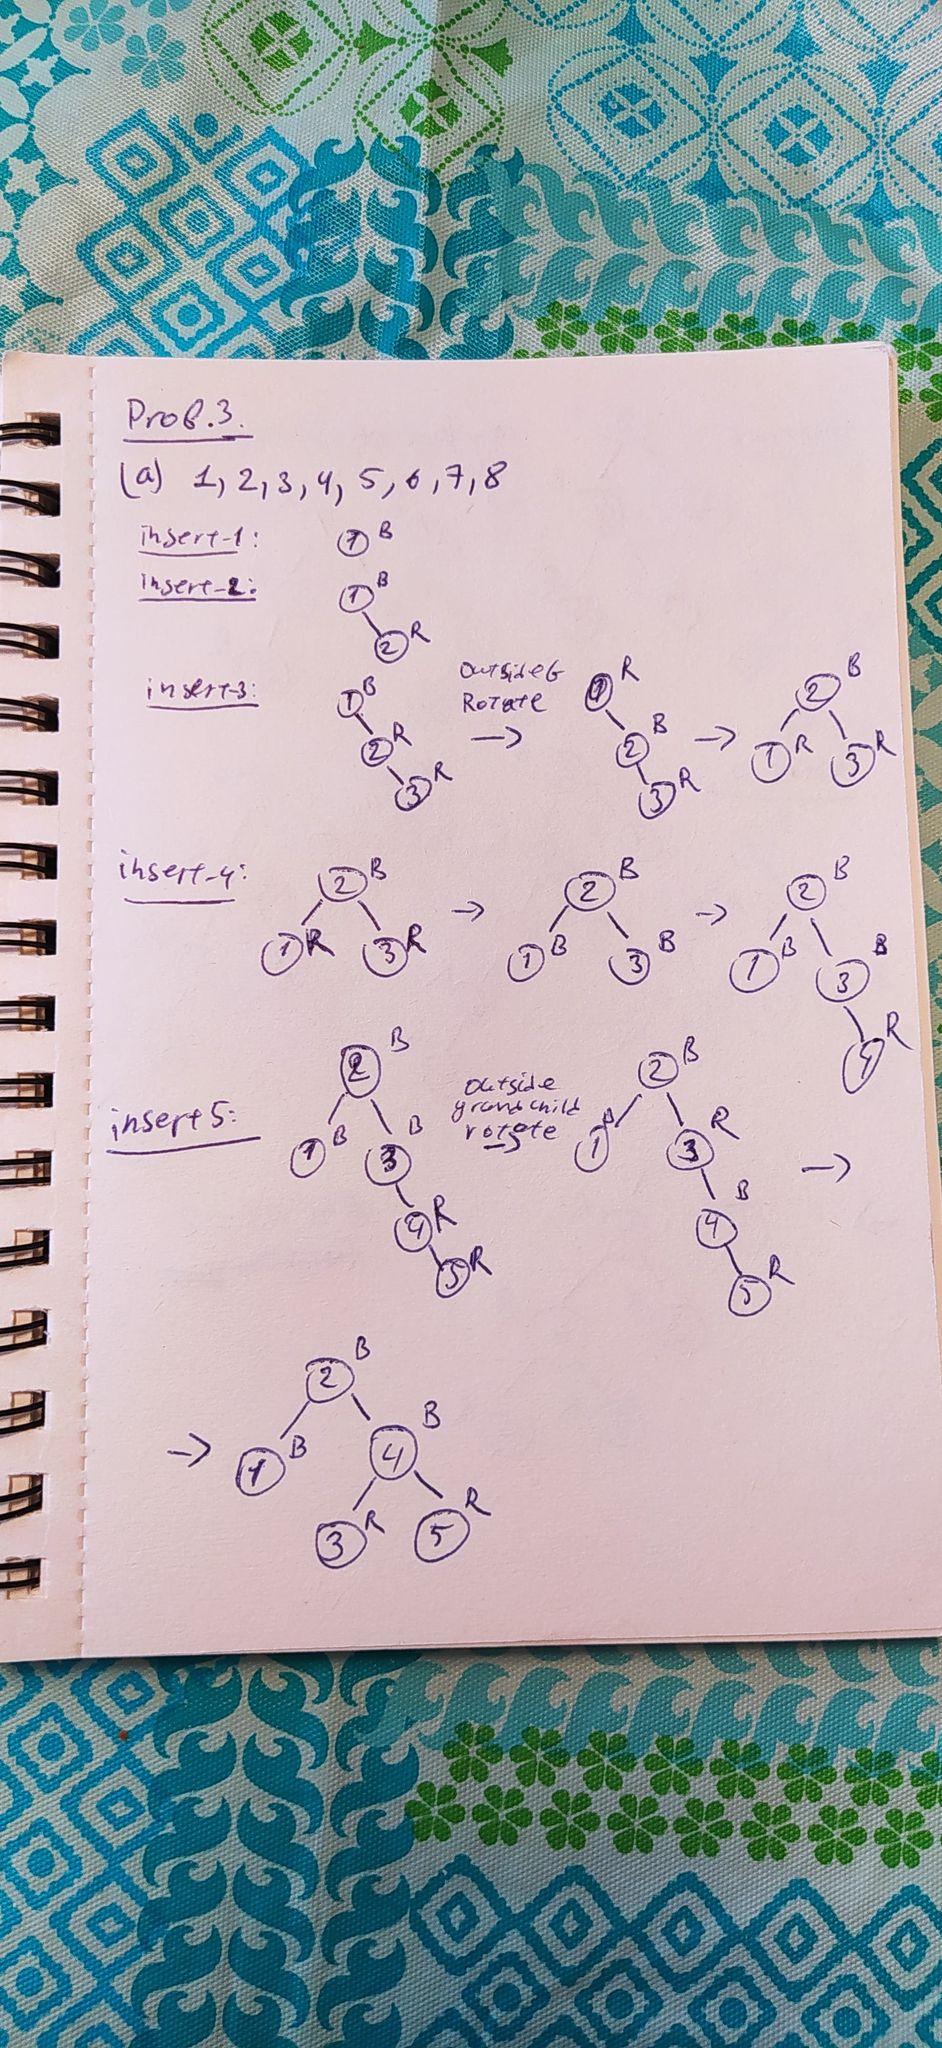 Prob.3.
(a) 1, 2, 3, 4, 5, 6, 7, 8
insert-1: 1 B
insert-2: 1 B
2 R
insert-3: 1 B 2 R 3 R
Outside G
Rotate
→ 1 R 2 B 3 R → 2 B 1 R 3 R
insert-4: 2 B 1 R 3 R → 2 B 1 B 3 B → 2 B 1 B 3 B 4 R
insert 5: 2 B 1 B 3 B 4 R 5 R
outside
grandchild
rotate
→ 2 B 1 B 3 R 4 B 5 R →
→ 2 B 1 B 4 B 3 R 5 R